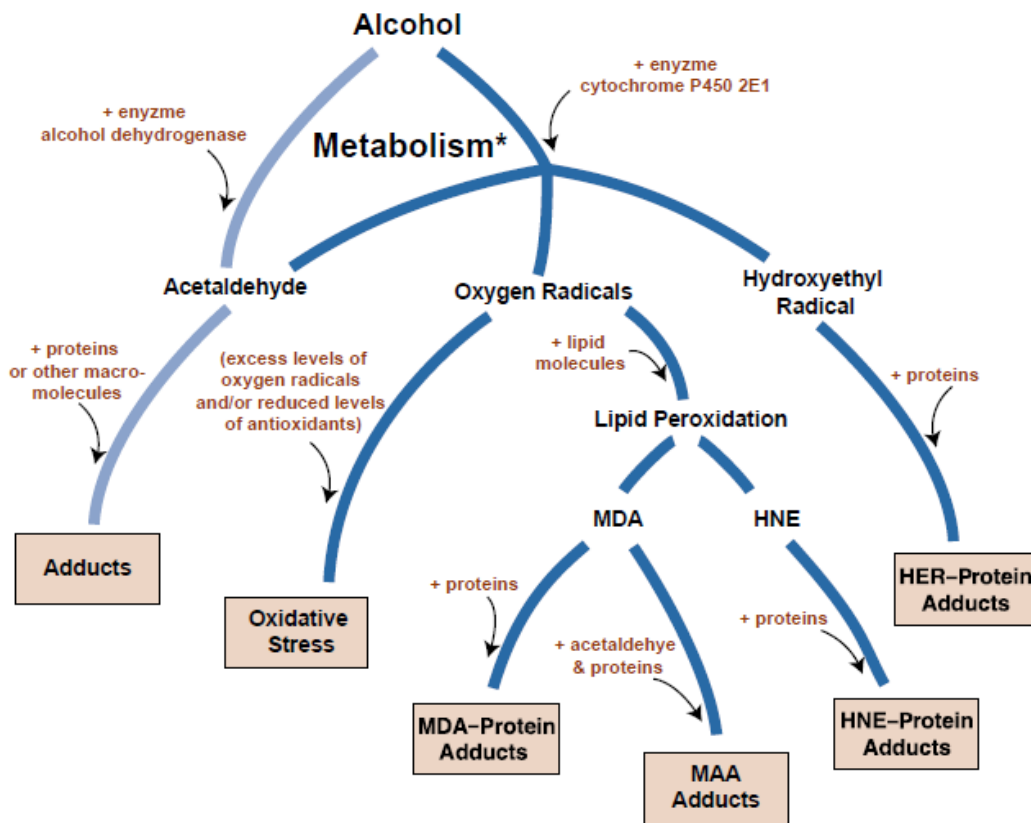 Alcohol
+ enyzme
cytochrome P450 2E1
+ enyzme
alcohol dehydrogenase
Metabolism*
Acetaldehyde
Oxygen Radicals
Hydroxyethyl
Radical
+ proteins
or other macro-
molecules
(excess levels of
oxygen radicals
and/or reduced levels
of antioxidants)
+ lipid
molecules
+ proteins
Lipid Peroxidation
MDA
HNE
Adducts
HER–Protein
Adducts
Oxidative
Stress
+ proteins
+ acetaldehye
& proteins
+ proteins
MDA–Protein
Adducts
HNE–Protein
Adducts
MAA
Adducts